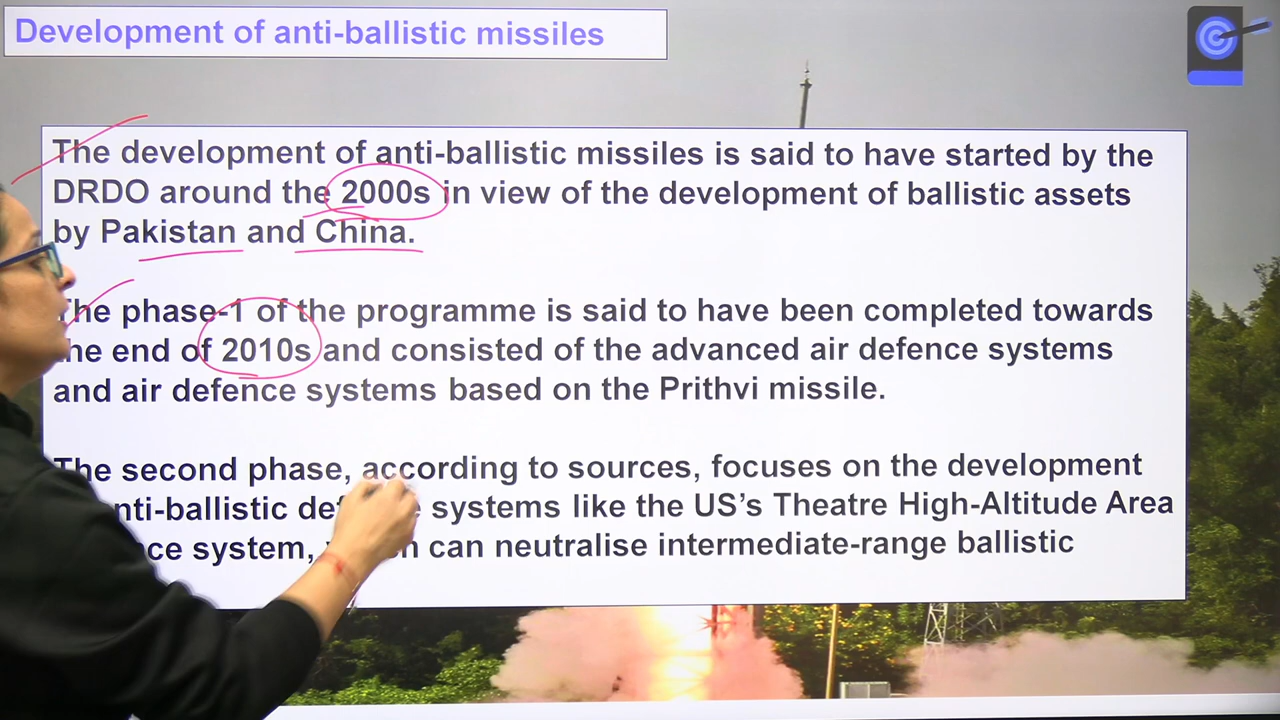 Development of anti-ballistic missiles
The development of anti-ballistic missiles is said to have started by the
DRDO around the 2000s in view of the development of ballistic assets
by Pakistan and China.
The phase-1 of the programme is said to have been completed towards
the end of 2010s and consisted of the advanced air defence systems
and air defence systems based on the Prithvi missile.
The second phase, according to sources, focuses on the development
anti-ballistic systems like the US's Theatre High-Altitude Area
system, can neutralise intermediate-range ballistic